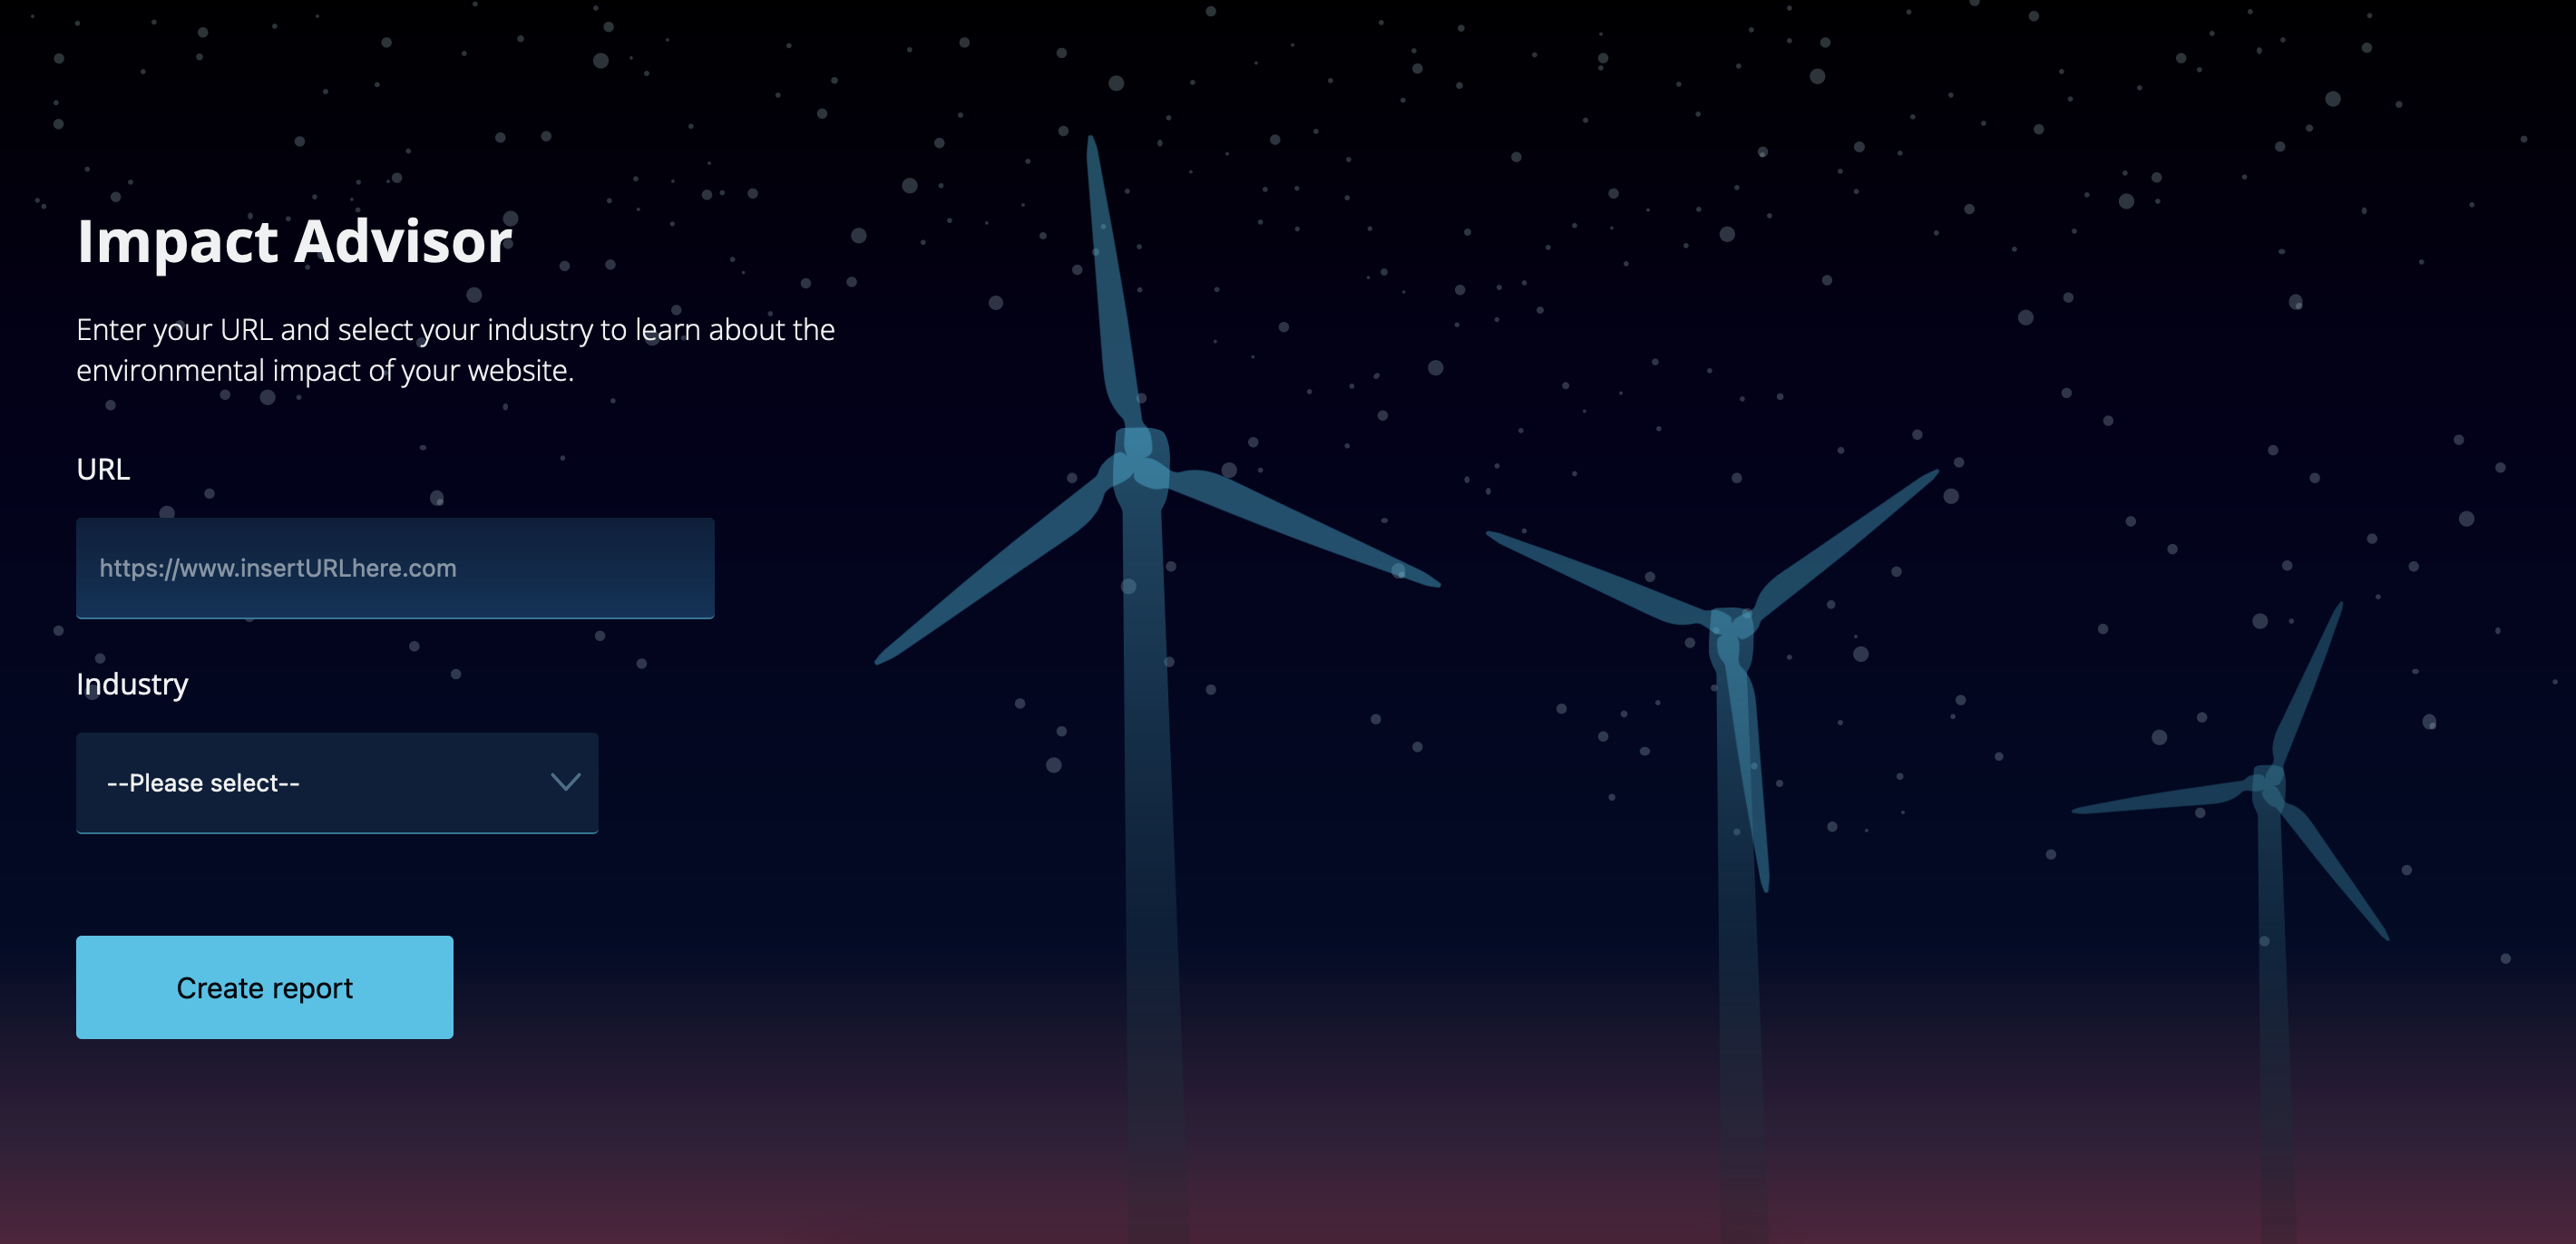 Impact Advisor
Enter your URL and select your industry to learn about the
environmental impact of your website.
URL
https://www.insertURLhere.com
Industry
--Please select--
Create report